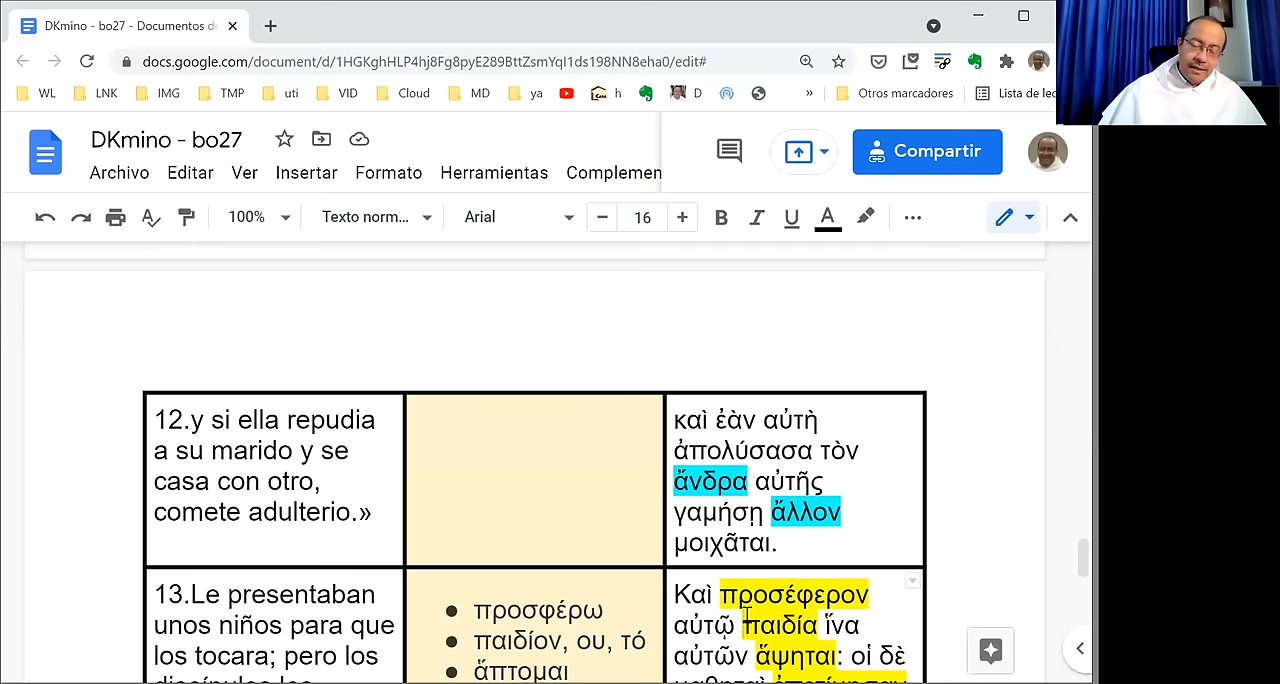 DKmino - bo27 - Documentos de
docs.google.com/document/d/1HGKghHLP4hj8Fg8pyE289BttZsmYqI1ds198NN8eha0/edit#
WL LNK IMG TMP uti VID Cloud MD ya h D » Otros marcadores Lista de lec
DKmino - bo27
Archivo Editar Ver Insertar Formato Herramientas Complemen
Compartir
100% Texto norm... Arial 16 B I U A
12.y si ella repudia
a su marido y se
casa con otro,
comete adulterio.»
καὶ ἐὰν αὐτὴ
ἀπολύσασα τὸν
ἄνδρα αὐτῆς
γαμήσῃ ἄλλον
μοιχᾶται.
13.Le presentaban
unos niños para que
los tocara; pero los
προσφέρω
παιδίον, ου, τό
ἅπτομαι
Καὶ προσέφερον
αὐτῷ παιδία ἵνα
αὐτῶν ἅψηται: οἱ δὲ